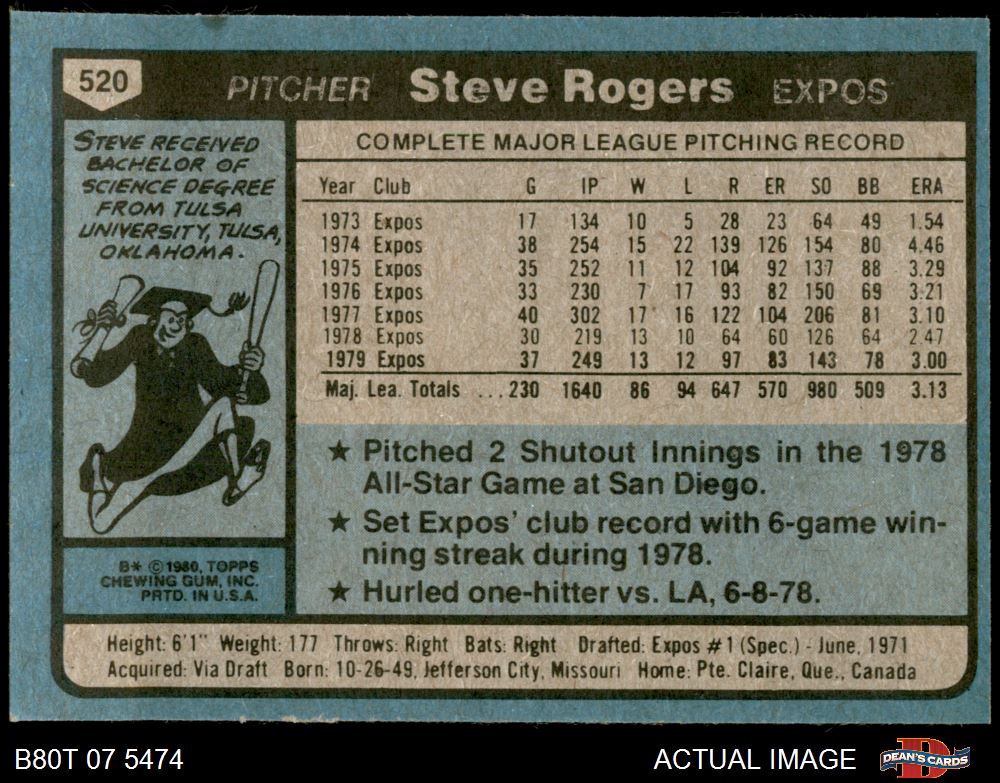 520 PITCHER Steve Rogers EXPOS
STEVE RECEIVED
BACHELOR OF
SCIENCE DEGREE
FROM TULSA
UNIVERSITY, TULSA,
OKLAHOMA.
B* ©1980, TOPPS
CHEWING GUM, INC.
PRTD. IN U.S.A.
COMPLETE MAJOR LEAGUE PITCHING RECORD
Year Club G IP W L R ER SO BB ERA
1973 Expos 17 134 10 5 28 23 64 49 1.54
1974 Expos 38 254 15 22 139 126 154 80 4.46
1975 Expos 35 252 11 12 104 92 137 88 3.29
1976 Expos 33 230 7 17 93 82 150 69 3.21
1977 Expos 40 302 17 16 122 104 206 81 3.10
1978 Expos 30 219 13 10 64 60 126 64 2.47
1979 Expos 37 249 13 12 97 83 143 78 3.00
Maj. Lea. Totals ...230 1640 86 94 647 570 980 509 3.13
★ Pitched 2 Shutout Innings in the 1978
All-Star Game at San Diego.
★ Set Expos' club record with 6-game win-
ning streak during 1978.
★ Hurled one-hitter vs. LA, 6-8-78.
Height: 6'1" Weight: 177 Throws: Right Bats: Right Drafted: Expos #1 (Spec.) - June, 1971
Acquired: Via Draft Born: 10-26-49, Jefferson City, Missouri Home: Pte. Claire, Que., Canada
B80T 07 5474 ACTUAL IMAGE DEAN'S CARDS